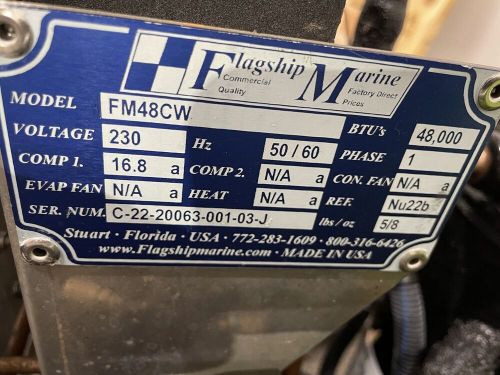 Flagship Marine
Commercial Quality
Factory Direct Prices
MODEL FM48CW BTU's 48,000
VOLTAGE 230 Hz 50 / 60 PHASE 1
COMP 1. 16.8 a COMP 2. N/A a CON. FAN N/A a
EVAP FAN N/A a HEAT N/A a REF. Nu22b
SER. NUM. C-22-20063-001-03-J lbs / oz 5/8
Stuart · Florida · USA · 772-283-1609 · 800-316-6426
www.Flagshipmarine.com · MADE IN USA